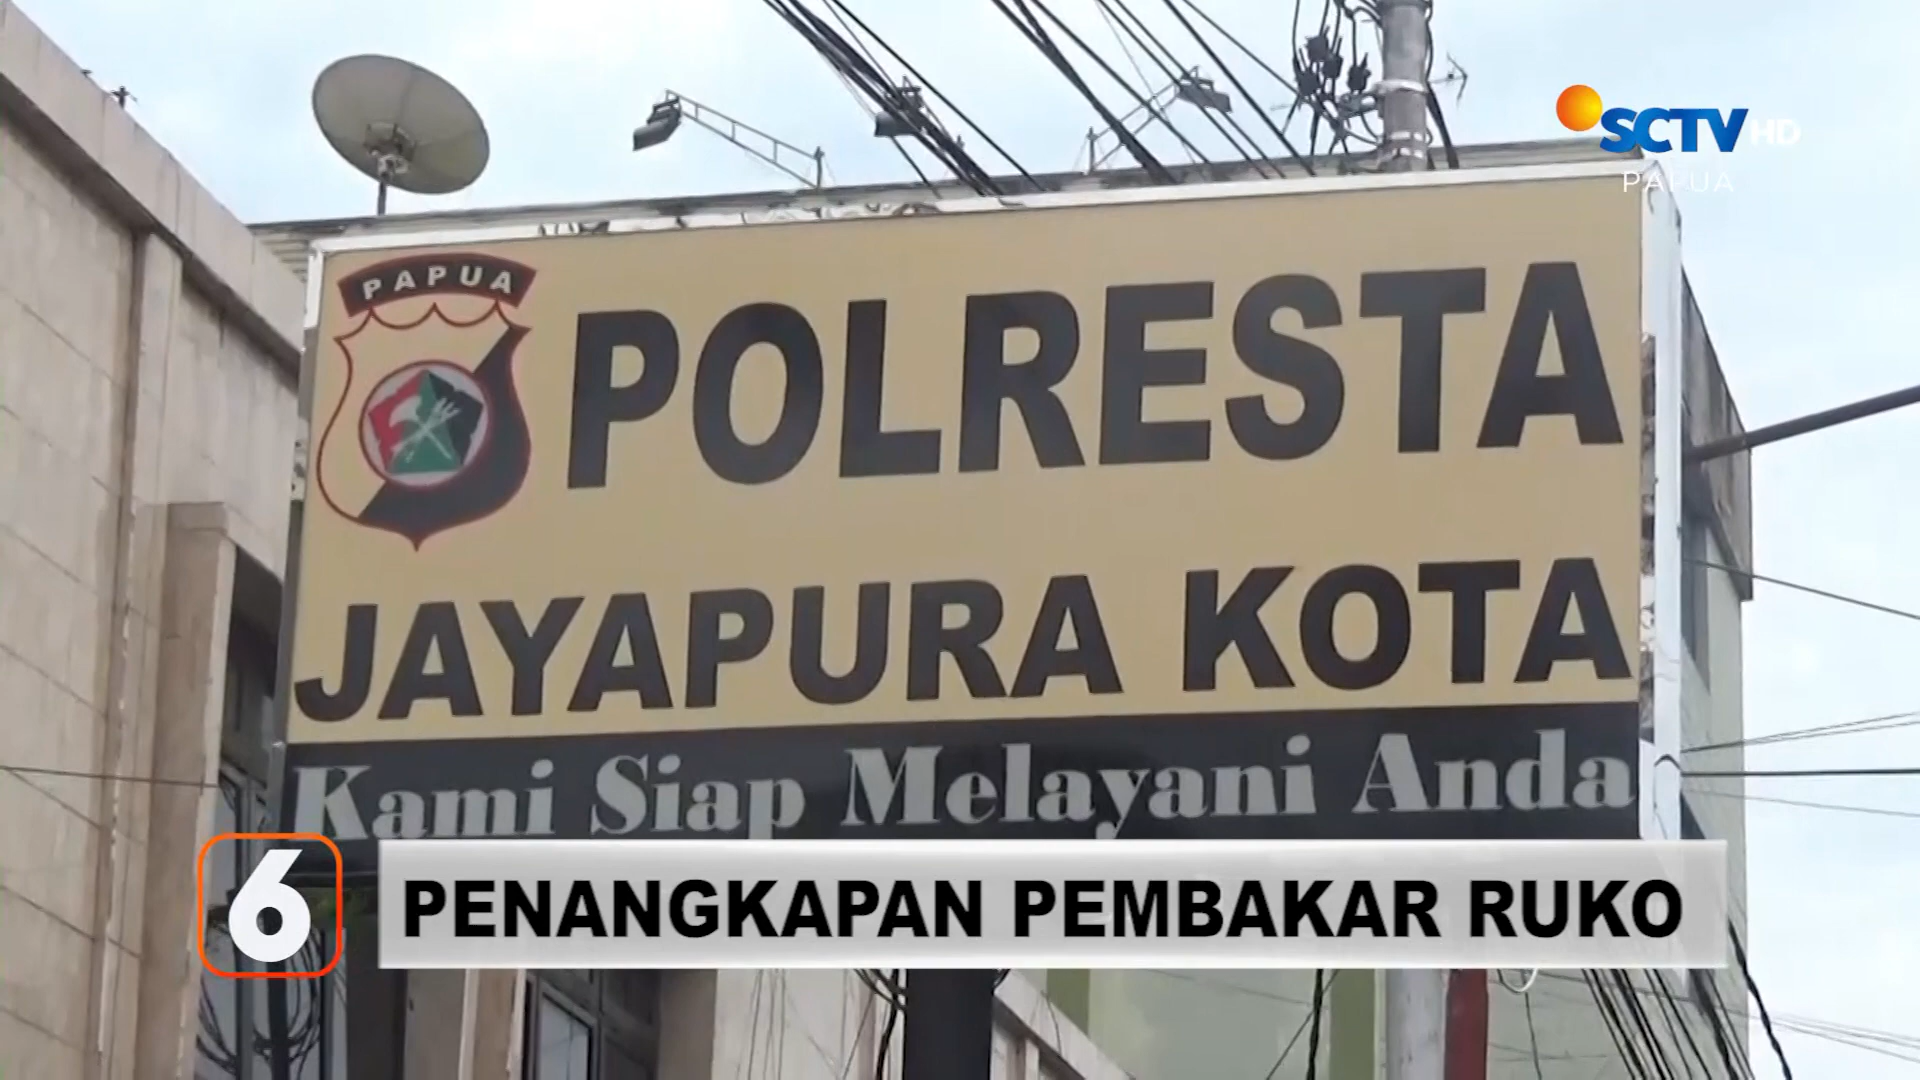 SCTV HD
PAPUA
PAPUA
POLRESTA
JAYAPURA KOTA
Kami Siap Melayani Anda
6 PENANGKAPAN PEMBAKAR RUKO